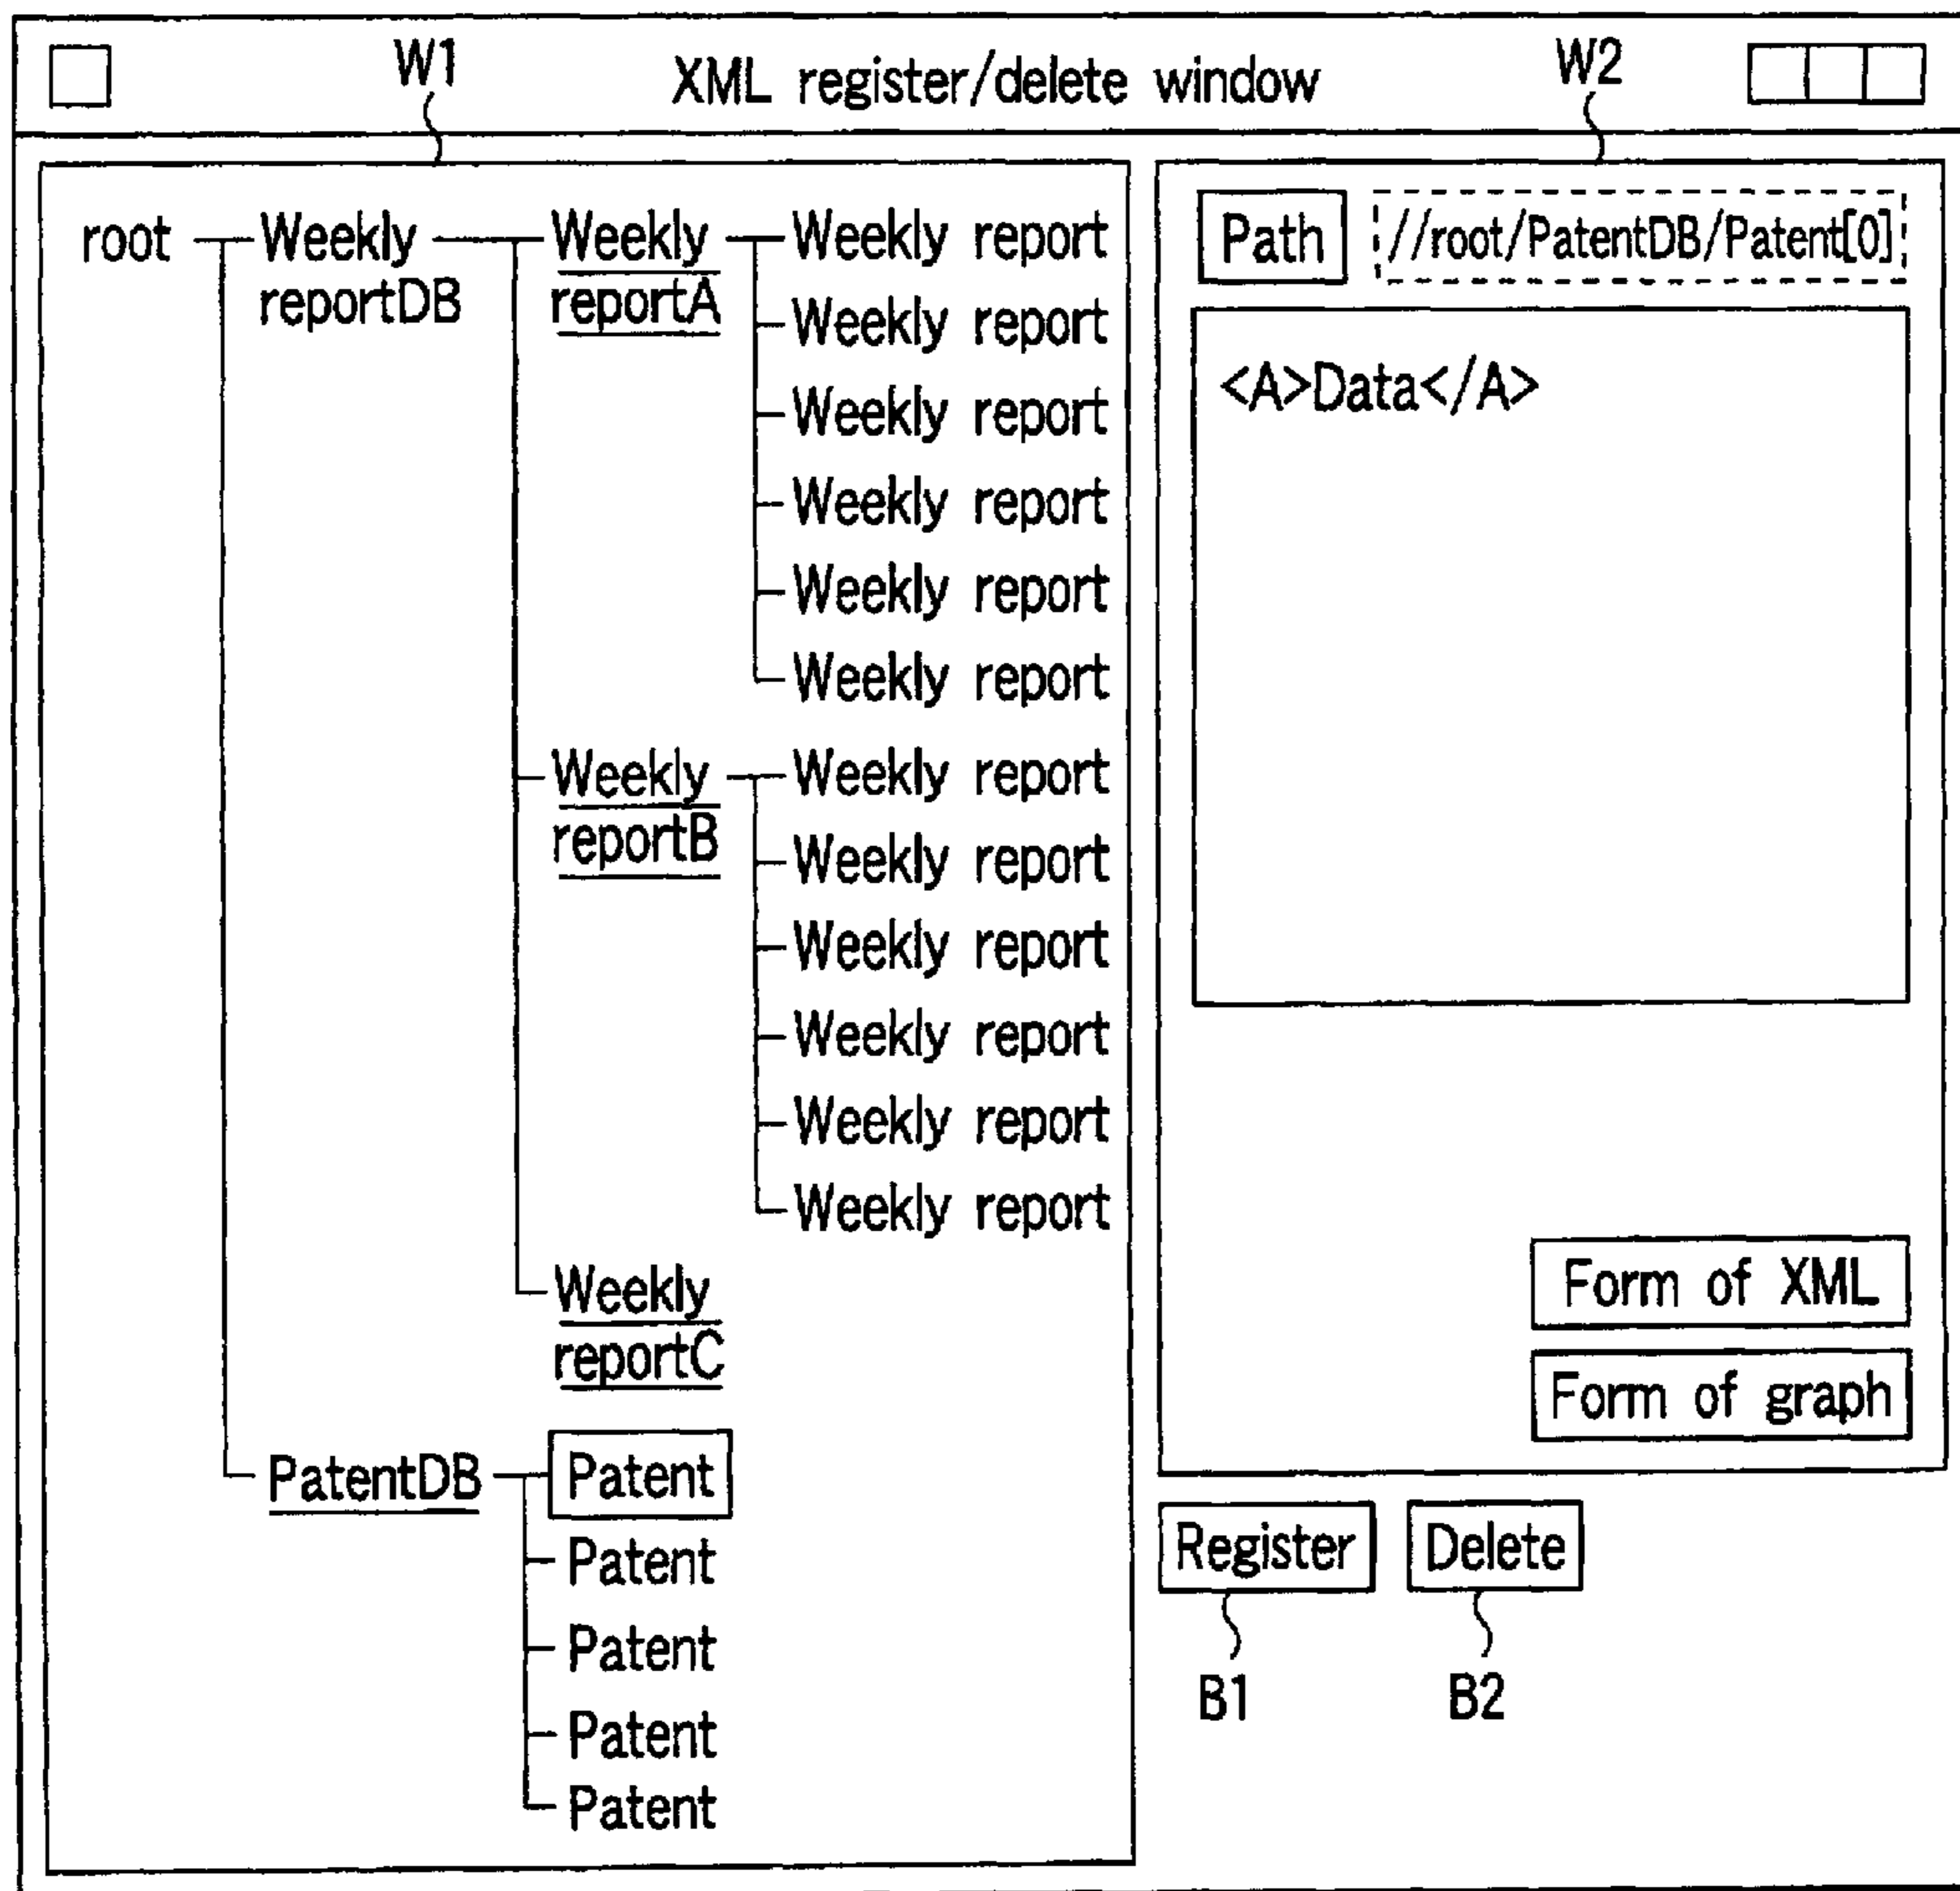 W1
XML register/delete window
W2
root
Weekly
reportDB
Weekly
reportA
Weekly report
Weekly report
Weekly report
Weekly report
Weekly report
Weekly report
Weekly
reportB
Weekly report
Weekly report
Weekly report
Weekly report
Weekly report
Weekly report
Weekly
reportC
PatentDB
Patent
Patent
Patent
Patent
Patent
Path
//root/PatentDB/Patent[0]
<A>Data</A>
Form of XML
Form of graph
Register
Delete
B1
B2